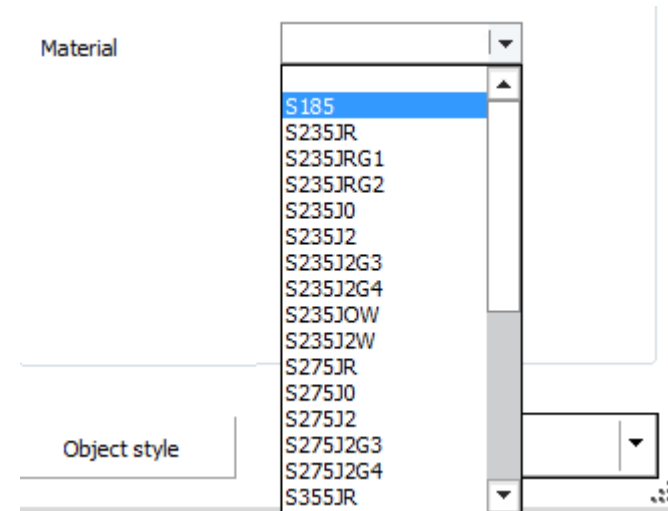 Material
S185
S235JR
S235JRG1
S235JRG2
S235J0
S235J2
S235J2G3
S235J2G4
S235JOW
S235J2W
S275JR
S275J0
S275J2
S275J2G3
S275J2G4
S355JR
Object style